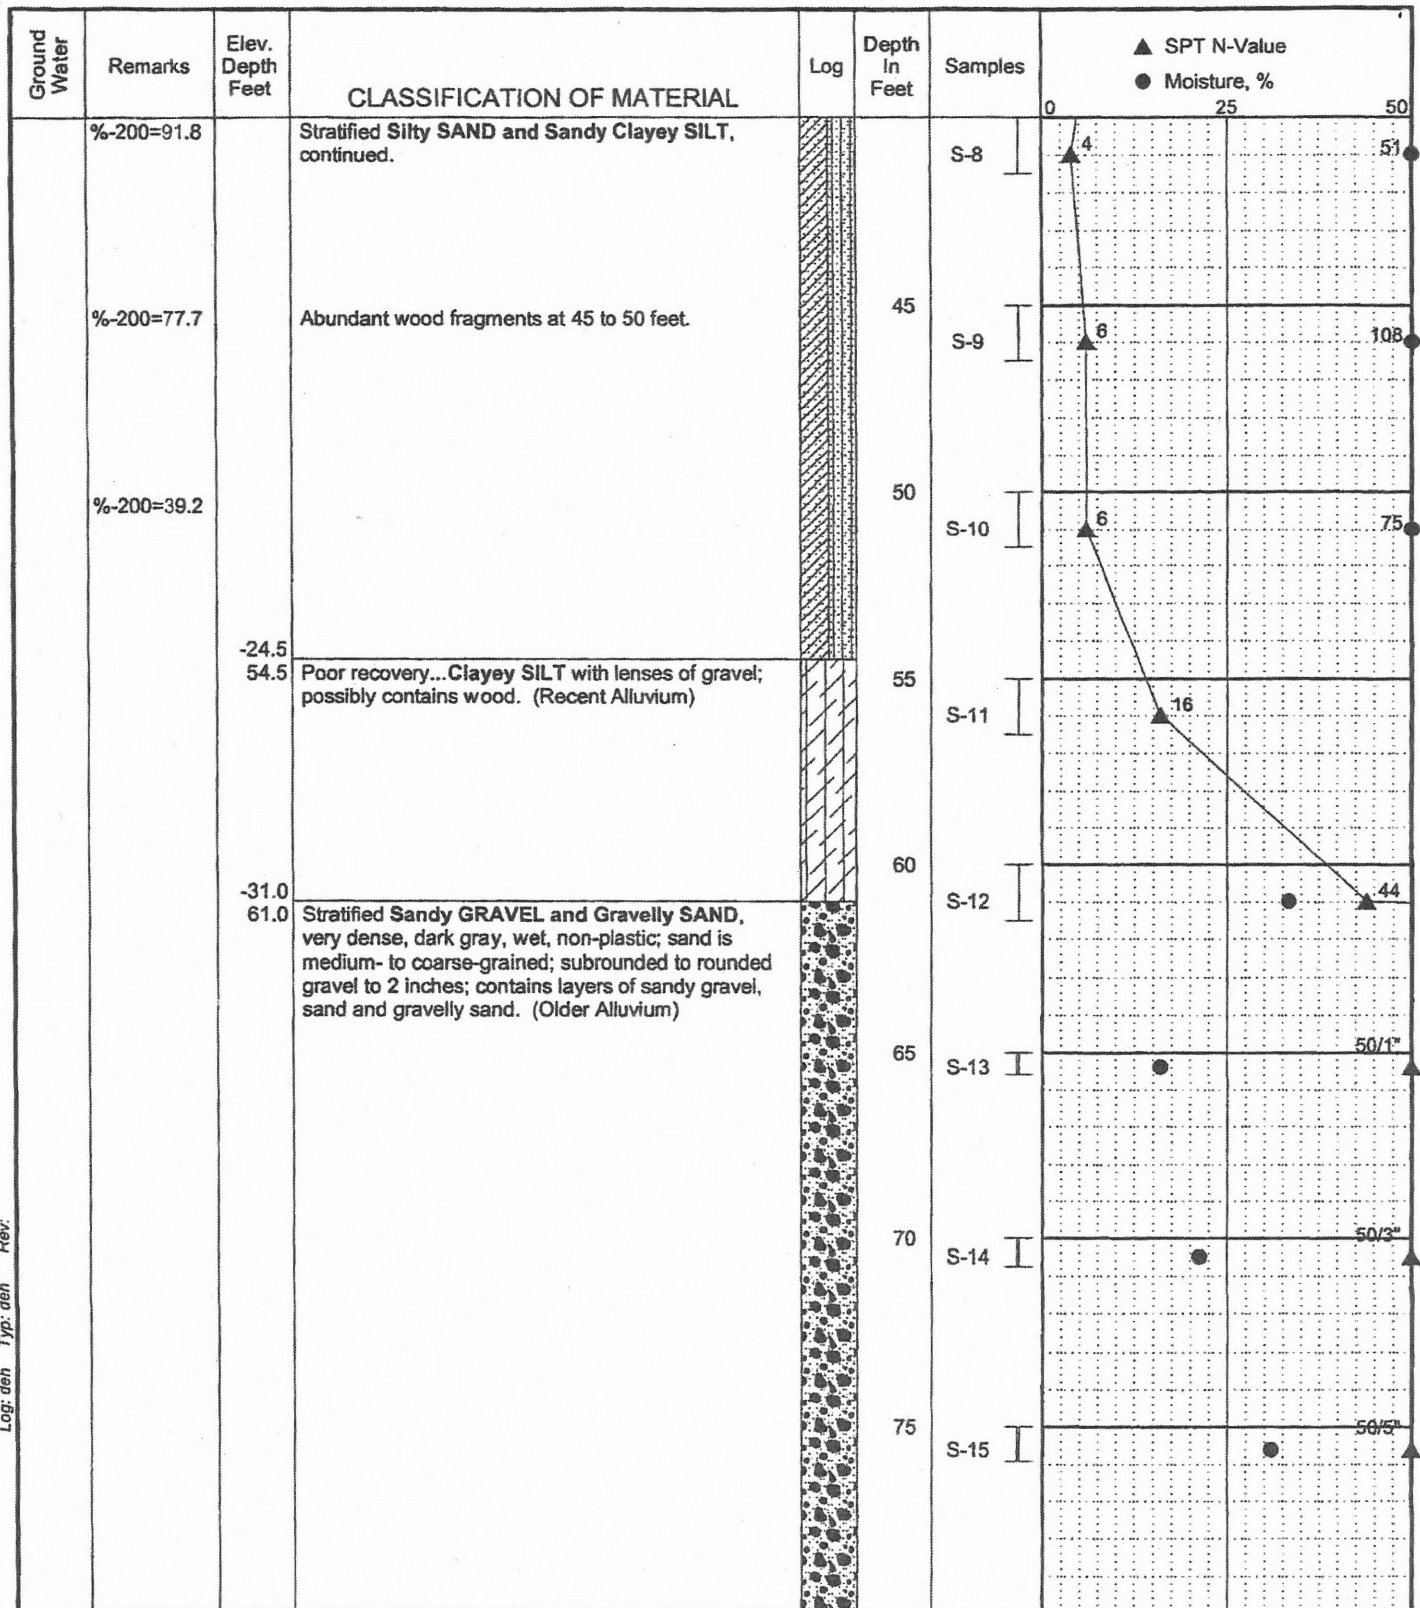 Ground
Water
Remarks
Elev.
Depth
Feet
CLASSIFICATION OF MATERIAL
Log
Depth
In
Feet
Samples
▲ SPT N-Value
● Moisture, %
0 25 50
%-200=91.8
Stratified Silty SAND and Sandy Clayey SILT,
continued.
S-8
4
51
%-200=77.7
Abundant wood fragments at 45 to 50 feet.
45
S-9
6
108
%-200=39.2
50
S-10
6
75
-24.5
54.5
Poor recovery...Clayey SILT with lenses of gravel;
possibly contains wood. (Recent Alluvium)
55
S-11
16
60
-31.0
61.0
S-12
44
Stratified Sandy GRAVEL and Gravelly SAND,
very dense, dark gray, wet, non-plastic; sand is
medium- to coarse-grained; subrounded to rounded
gravel to 2 inches; contains layers of sandy gravel,
sand and gravelly sand. (Older Alluvium)
65
S-13
50/1"
70
S-14
50/3"
75
S-15
50/5"
Log: deh Typ: deh Rev: